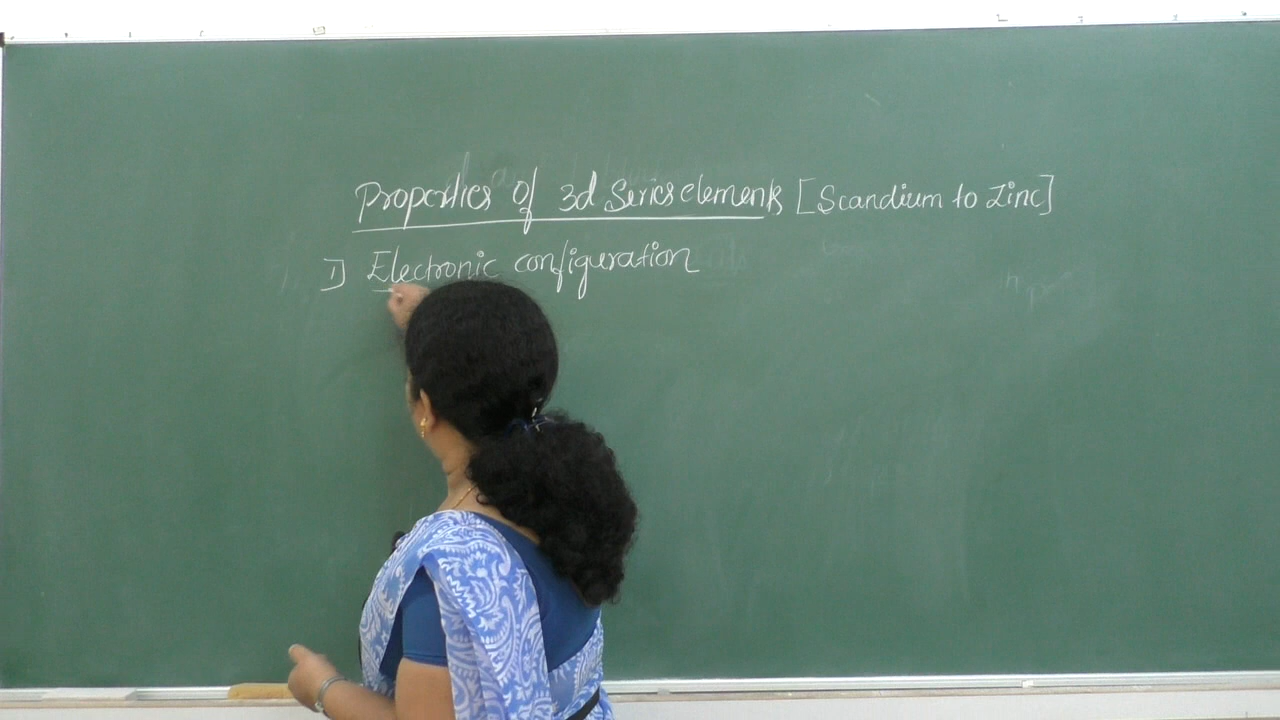 Properties of 3d Series elements [Scandium to Zinc]
1) Electronic configuration